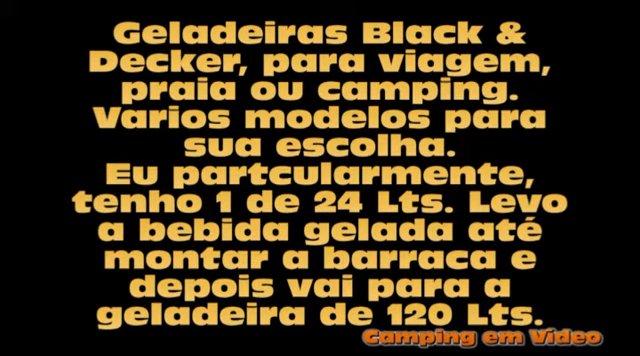 Geladeiras Black &
Decker, para viagem,
praia ou camping.
Varios modelos para
sua escolha.
Eu partcularmente,
tenho 1 de 24 Lts. Levo
a bebida gelada até
montar a barraca e
depois vai para a
geladeira de 120 Lts.
Camping em Vídeo